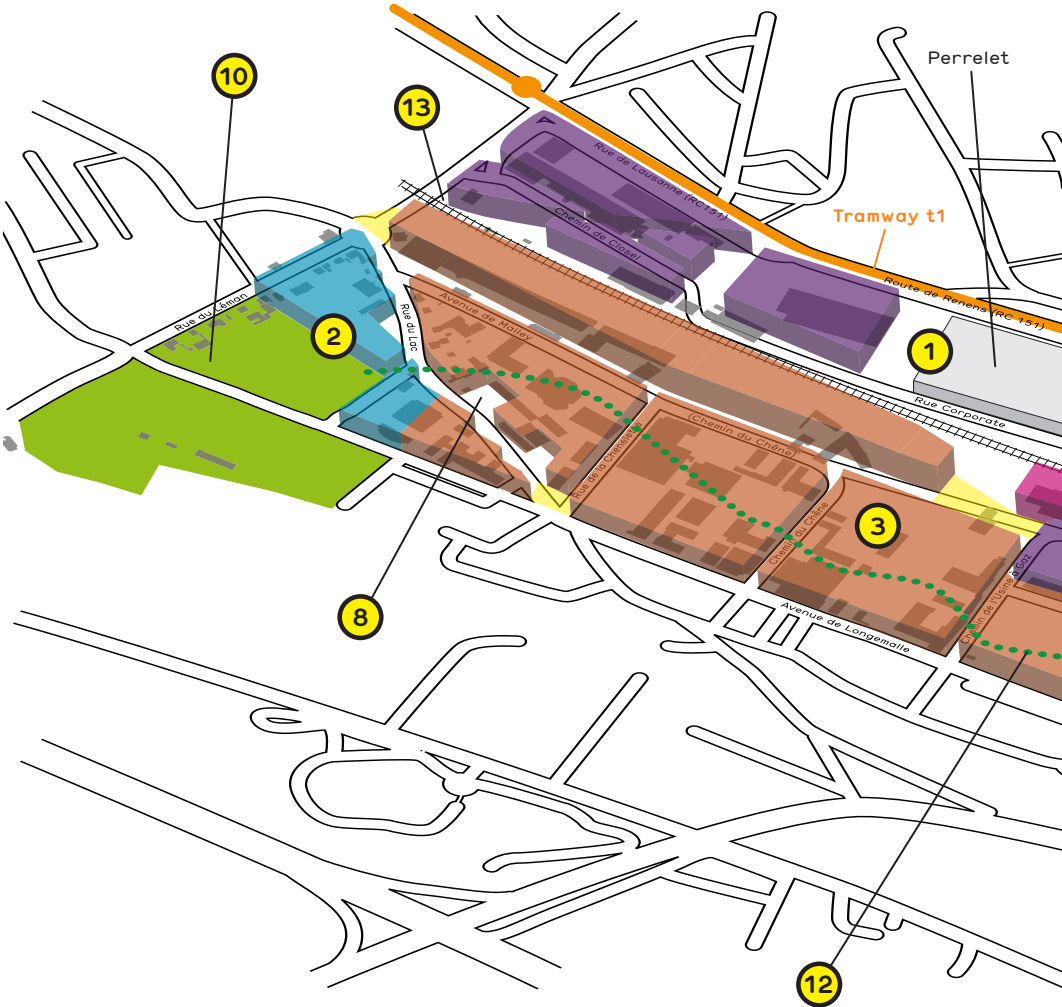 Perrelet
10
13
Rue de Lausanne (RC151)
Tramway t1
Chemin de Closel
Route de Renens (RC 151)
Rue du Léman
Rue du Lac
Avenue de Malley
2
1
Rue Corporate
(Chemin du Chêne)
Rue de la Chenelette
Chemin du Chêne
3
Chemin de l'Usine à Gaz
8
Avenue de Longemalle
12